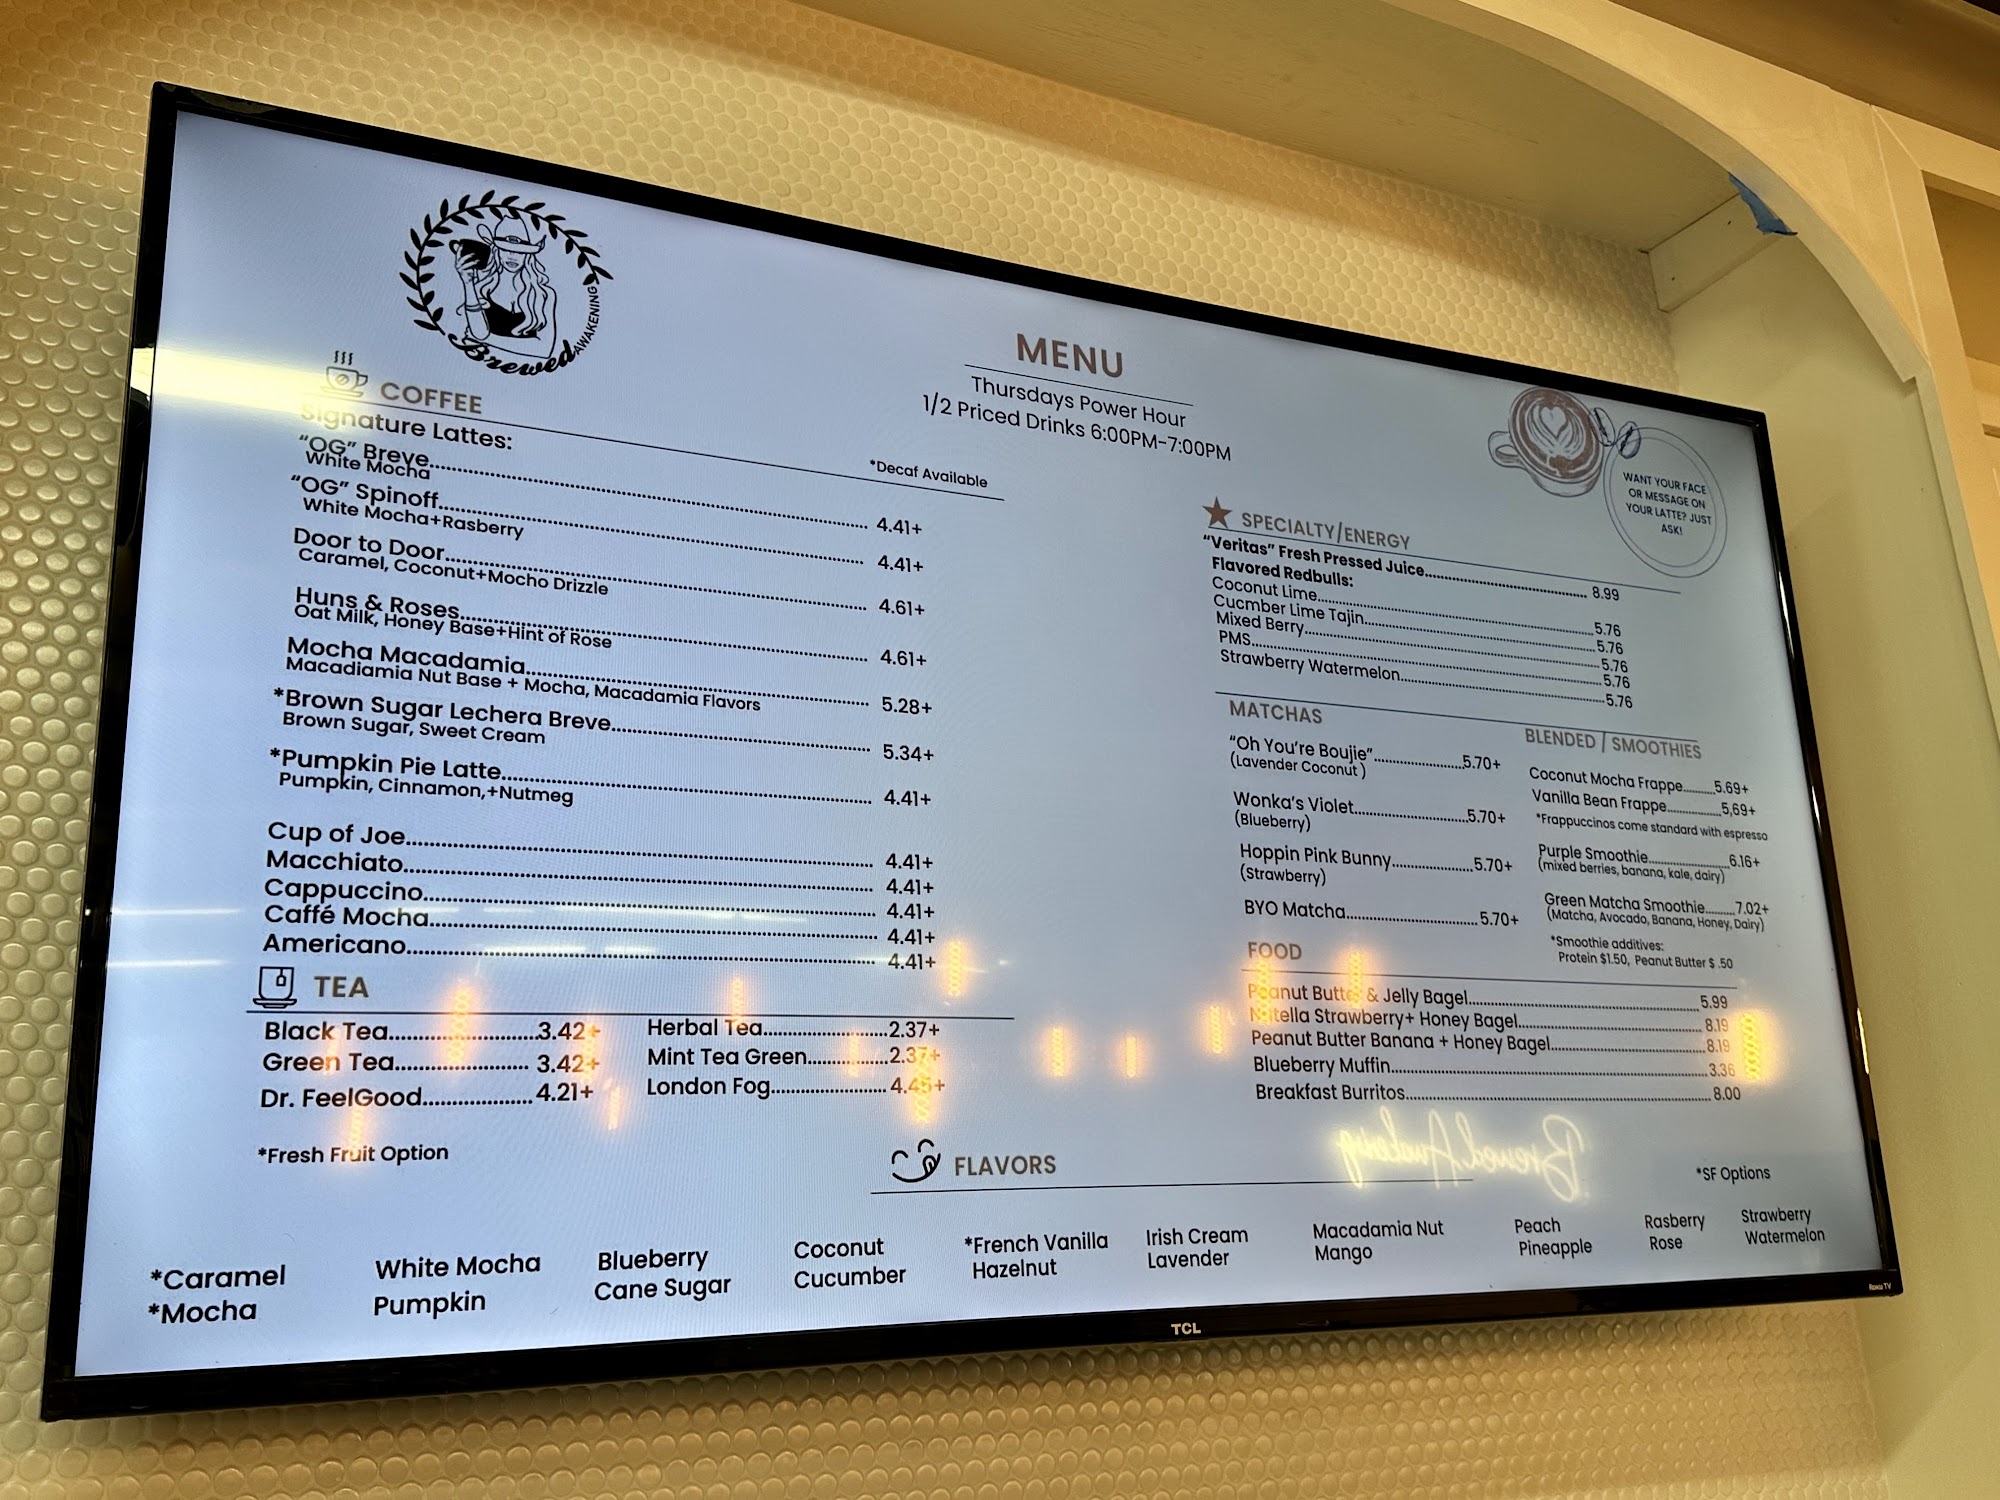 Brewed AWAKENING
MENU
Thursdays Power Hour
1/2 Priced Drinks 6:00PM-7:00PM
WANT YOUR FACE
OR MESSAGE ON
YOUR LATTE? JUST
ASK!
COFFEE
*Decaf Available
Signature Lattes:
"OG" Breve 4.41+
White Mocha
"OG" Spinoff 4.41+
White Mocha+Rasberry
Door to Door 4.61+
Caramel, Coconut+Mocho Drizzle
Huns & Roses 4.61+
Oat Milk, Honey Base+Hint of Rose
Mocha Macadamia 5.28+
Macadiamia Nut Base + Mocha, Macadamia Flavors
*Brown Sugar Lechera Breve 5.34+
Brown Sugar, Sweet Cream
*Pumpkin Pie Latte 4.41+
Pumpkin, Cinnamon,+Nutmeg
Cup of Joe 4.41+
Macchiato 4.41+
Cappuccino 4.41+
Caffé Mocha 4.41+
Americano 4.41+
TEA
Black Tea 3.42+
Green Tea 3.42+
Dr. FeelGood 4.21+
Herbal Tea 2.37+
Mint Tea Green 2.37+
London Fog 4.45+
*Fresh Fruit Option
SPECIALTY/ENERGY
"Veritas" Fresh Pressed Juice 8.99
Flavored Redbulls:
Coconut Lime 5.76
Cucmber Lime Tajin 5.76
Mixed Berry 5.76
PMS 5.76
Strawberry Watermelon 5.76
MATCHAS
"Oh You're Boujie" 5.70+
(Lavender Coconut )
Wonka's Violet 5.70+
(Blueberry)
Hoppin Pink Bunny 5.70+
(Strawberry)
BYO Matcha 5.70+
BLENDED / SMOOTHIES
Coconut Mocha Frappe 5.69+
Vanilla Bean Frappe 5,69+
*Frappuccinos come standard with espresso
Purple Smoothie 6.16+
(mixed berries, banana, kale, dairy)
Green Matcha Smoothie 7.02+
(Matcha, Avocado, Banana, Honey, Dairy)
*Smoothie additives:
Protein $1.50, Peanut Butter $ .50
FOOD
Peanut Butter & Jelly Bagel 5.99
Nutella Strawberry+ Honey Bagel 8.19
Peanut Butter Banana + Honey Bagel 8.19
Blueberry Muffin 3.36
Breakfast Burritos 8.00
Brewed Awakening
FLAVORS
*SF Options
*Caramel
*Mocha
White Mocha
Pumpkin
Blueberry
Cane Sugar
Coconut
Cucumber
*French Vanilla
Hazelnut
Irish Cream
Lavender
Macadamia Nut
Mango
Peach
Pineapple
Rasberry
Rose
Strawberry
Watermelon
TCL
Roku TV